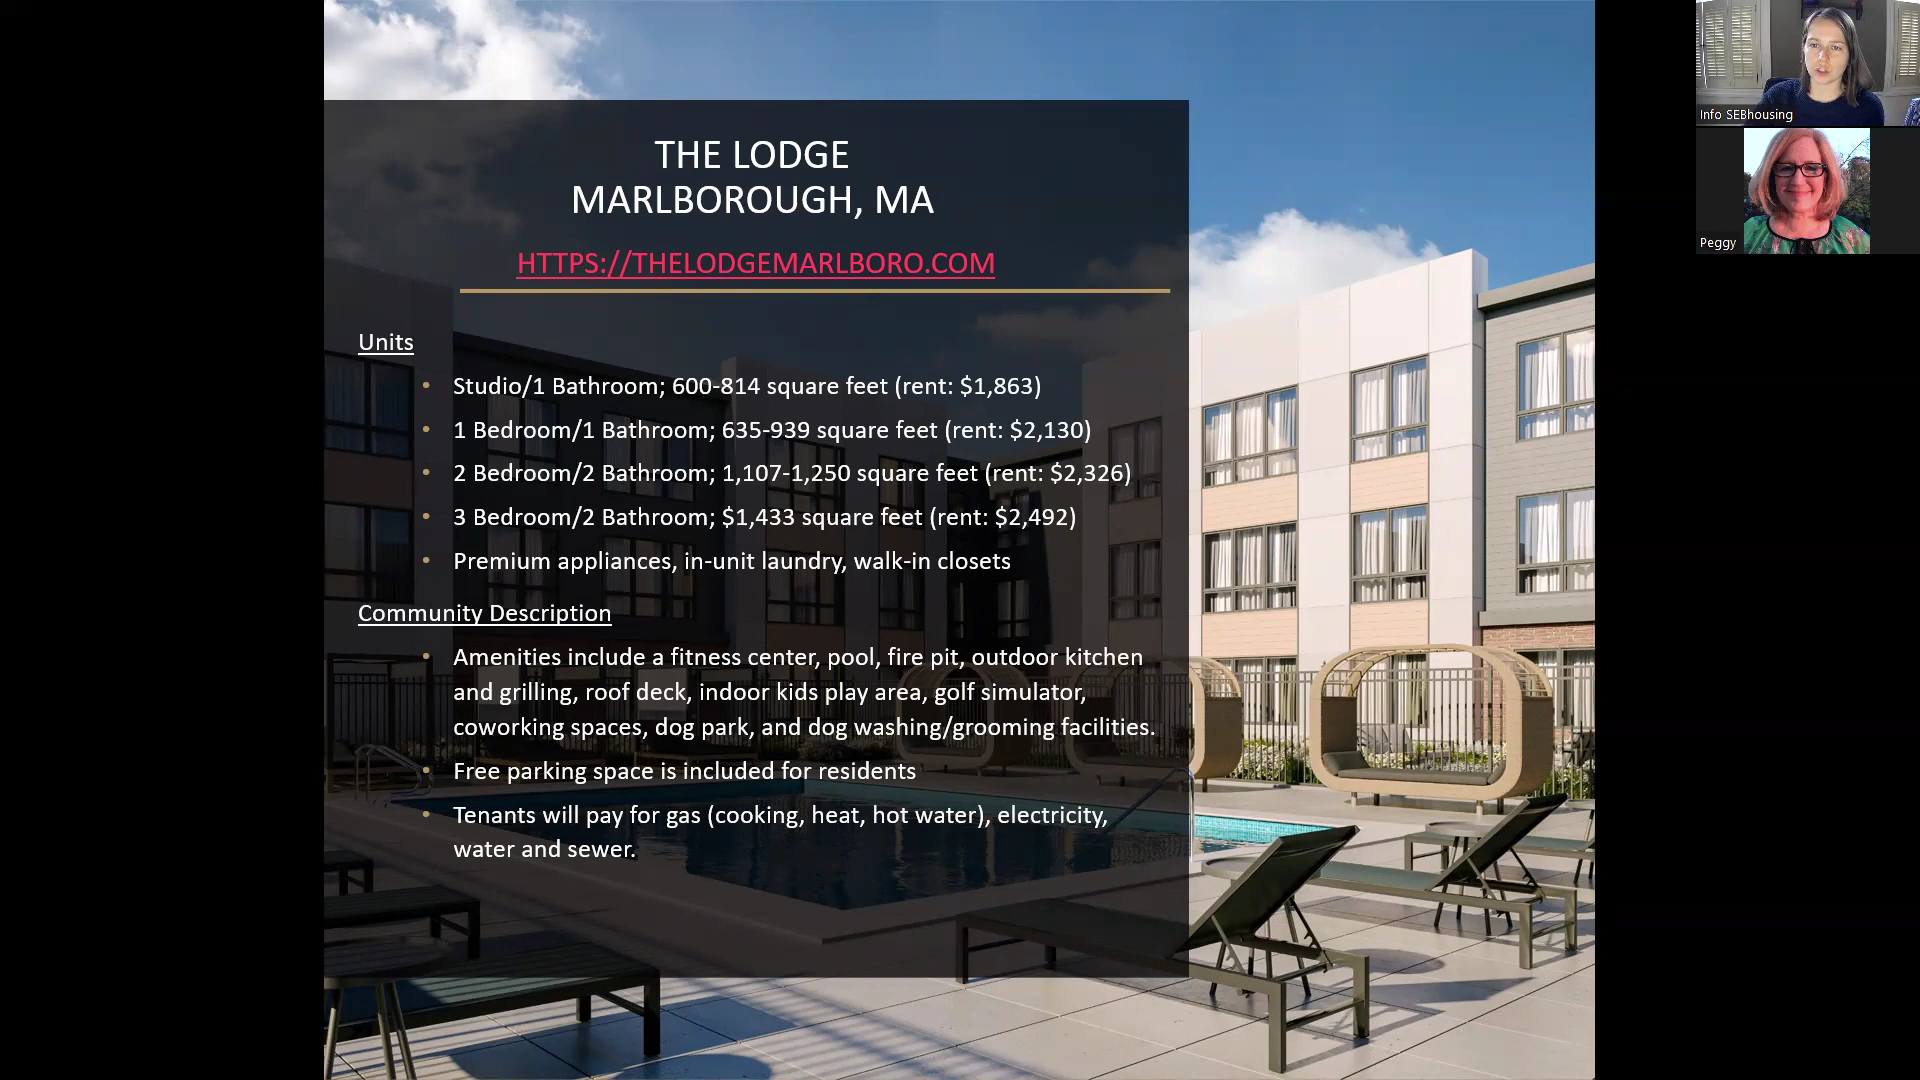 THE LODGE
MARLBOROUGH, MA
HTTPS://THELODGEMARLBORO.COM
Units
• Studio/1 Bathroom; 600-814 square feet (rent: $1,863)
• 1 Bedroom/1 Bathroom; 635-939 square feet (rent: $2,130)
• 2 Bedroom/2 Bathroom; 1,107-1,250 square feet (rent: $2,326)
• 3 Bedroom/2 Bathroom; $1,433 square feet (rent: $2,492)
• Premium appliances, in-unit laundry, walk-in closets
Community Description
• Amenities include a fitness center, pool, fire pit, outdoor kitchen
and grilling, roof deck, indoor kids play area, golf simulator,
coworking spaces, dog park, and dog washing/grooming facilities.
• Free parking space is included for residents
• Tenants will pay for gas (cooking, heat, hot water), electricity,
water and sewer.
Info SEBhousing
Peggy